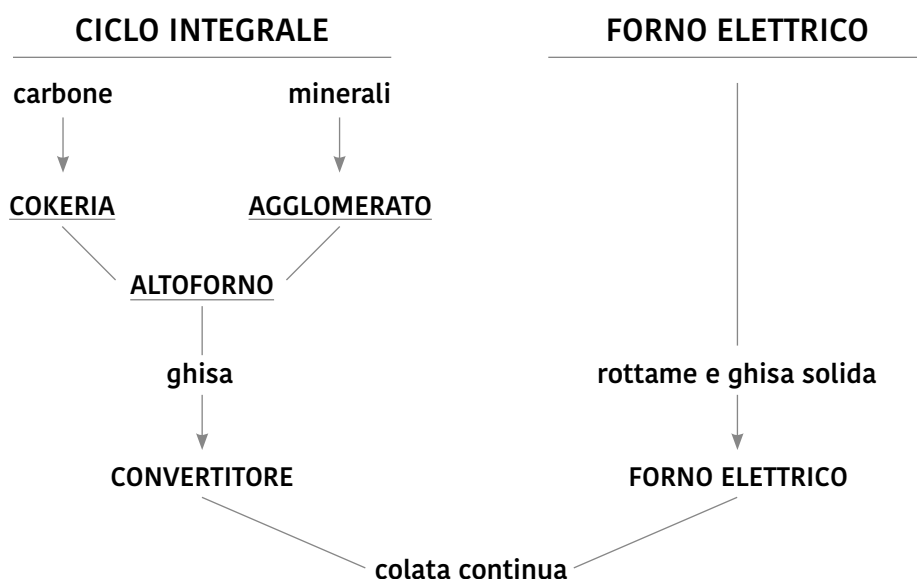 CICLO INTEGRALE
FORNO ELETTRICO
carbone
minerali
COKERIA
AGGLOMERATO
ALTOFORNO
ghisa
rottame e ghisa solida
CONVERTITORE
FORNO ELETTRICO
colata continua